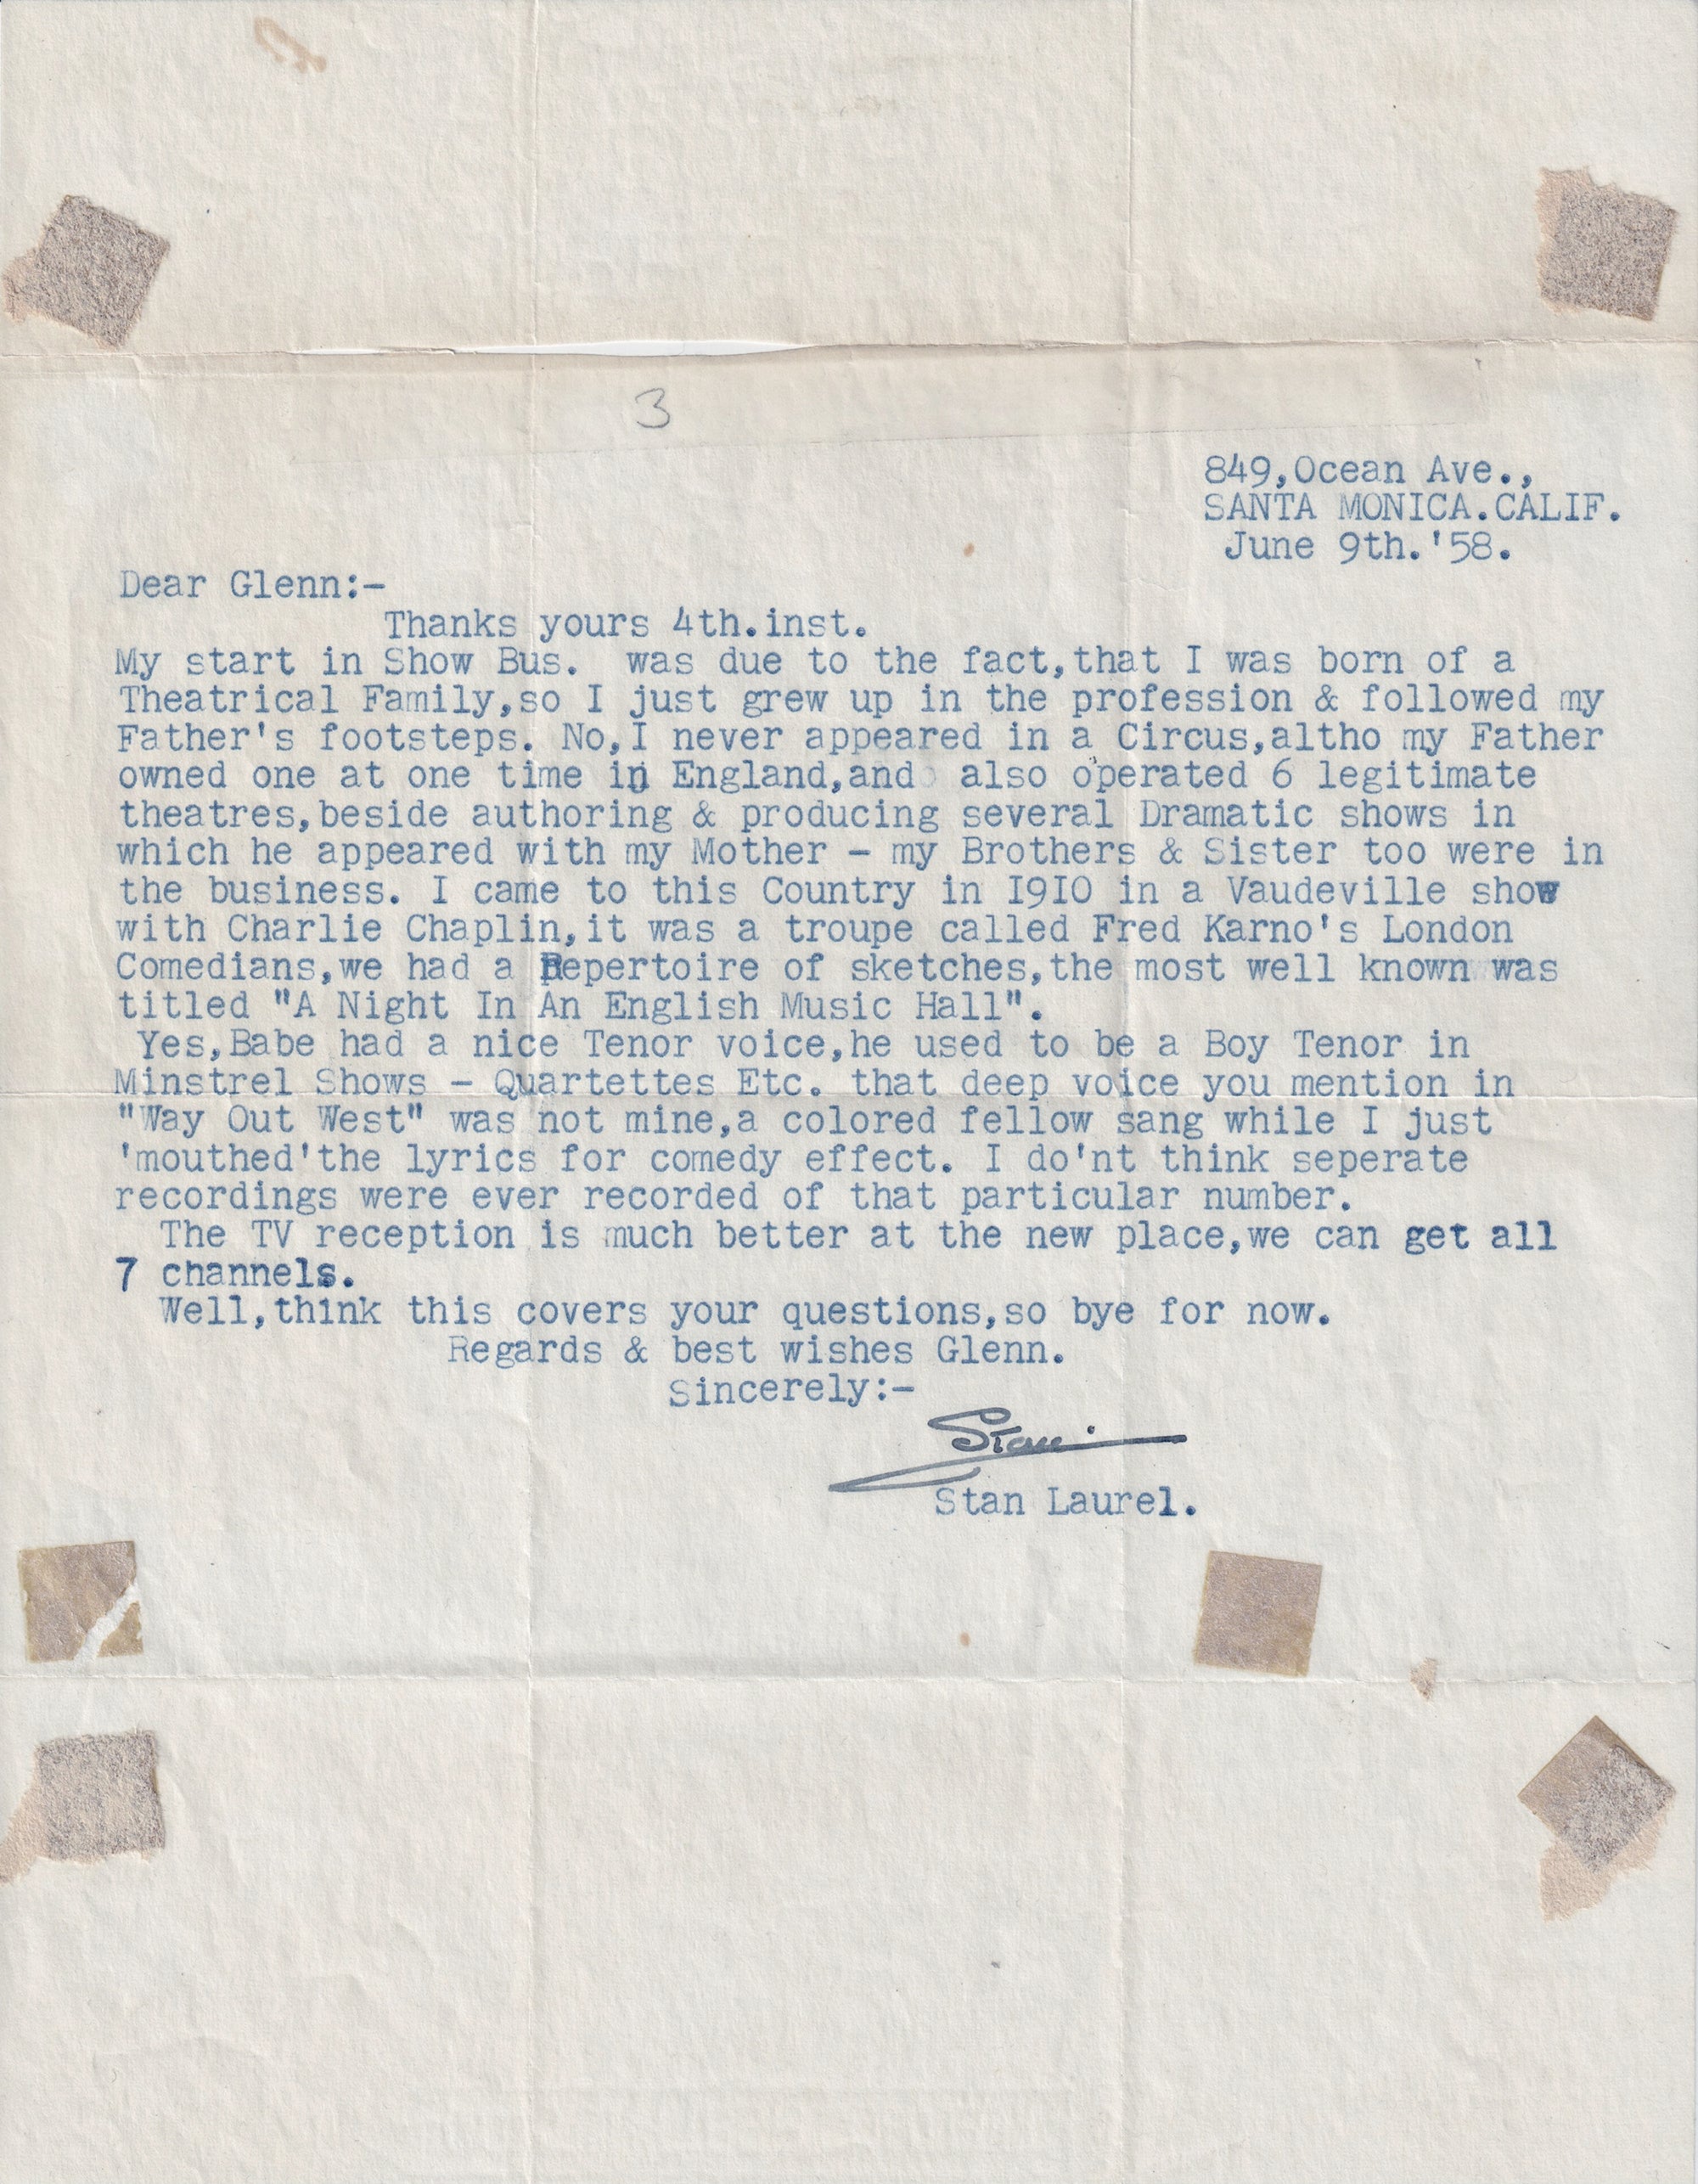 3
849,Ocean Ave.,
SANTA MONICA.CALIF.
June 9th.'58.
Dear Glenn:-
Thanks yours 4th.inst.
My start in Show Bus.  was due to the fact,that I was born of a
Theatrical Family,so I just grew up in the profession & followed my
Father's footsteps. No,I never appeared in a Circus,altho my Father
owned one at one time in England,and  also operated 6 legitimate
theatres,beside authoring & producing several Dramatic shows in
which he appeared with my Mother - my Brothers & Sister too were in
the business. I came to this Country in I9I0 in a Vaudeville show
with Charlie Chaplin,it was a troupe called Fred Karno's London
Comedians,we had a Repertoire of sketches,the most well known was
titled "A Night In An English Music Hall".
Yes,Babe had a nice Tenor voice,he used to be a Boy Tenor in
Minstrel Shows - Quartettes Etc. that deep voice you mention in
"Way Out West" was not mine,a colored fellow sang while I just
'mouthed'the lyrics for comedy effect. I do'nt think seperate
recordings were ever recorded of that particular number.
The TV reception is much better at the new place,we can get all
7 channels.
Well,think this covers your questions,so bye for now.
Regards & best wishes Glenn.
Sincerely:-
Stan
Stan Laurel.